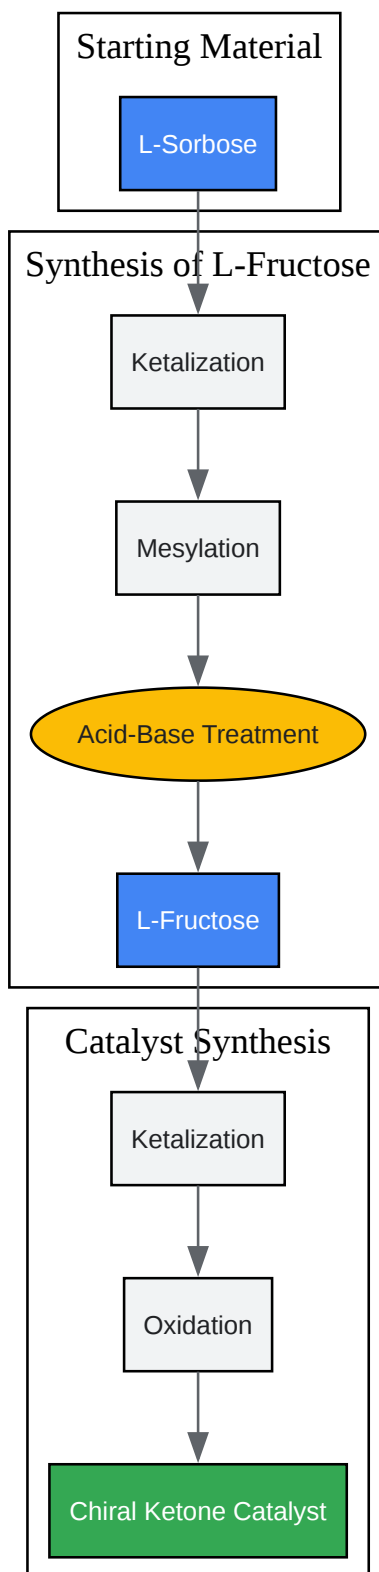 Starting Material
L-Sorbose
Synthesis of L-Fructose
Ketalization
Mesylation
Acid-Base Treatment
L-Fructose
Catalyst Synthesis
Ketalization
Oxidation
Chiral Ketone Catalyst